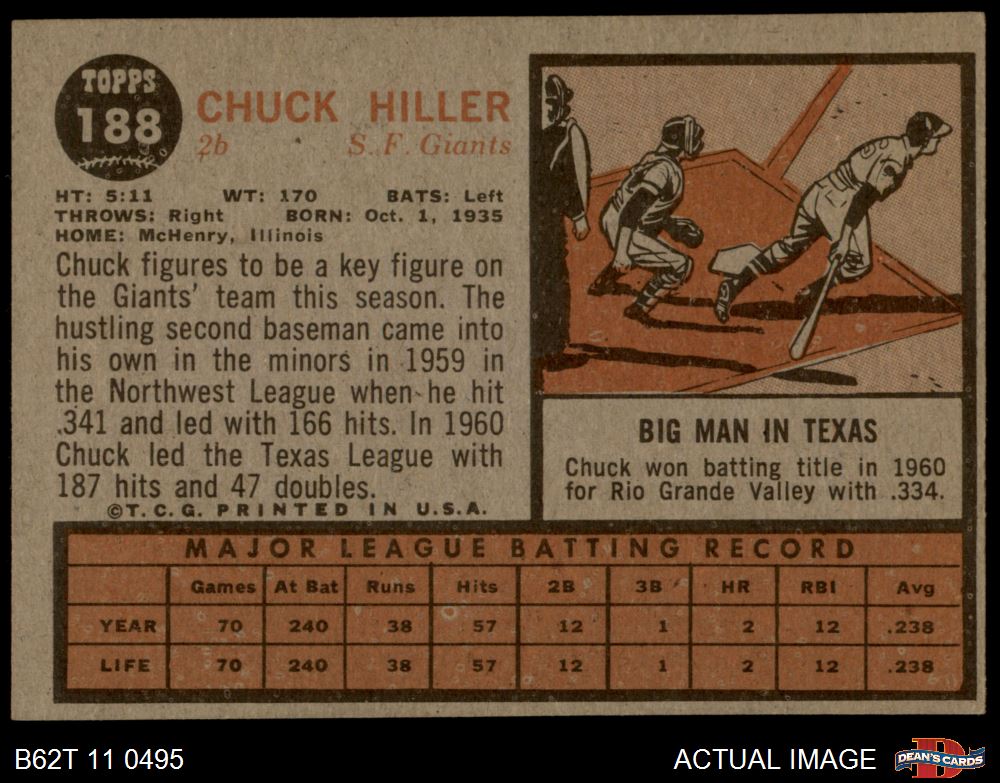 TOPPS
188
CHUCK HILLER
2b S. F. Giants
HT: 5:11 WT: 170 BATS: Left
THROWS: Right BORN: Oct. 1, 1935
HOME: McHenry, Illinois
Chuck figures to be a key figure on
the Giants' team this season. The
hustling second baseman came into
his own in the minors in 1959 in
the Northwest League when he hit
.341 and led with 166 hits. In 1960
Chuck led the Texas League with
187 hits and 47 doubles.
©T. C. G. PRINTED IN U.S.A.
BIG MAN IN TEXAS
Chuck won batting title in 1960
for Rio Grande Valley with .334.
MAJOR LEAGUE BATTING RECORD
Games At Bat Runs Hits 2B 3B HR RBI Avg
YEAR 70 240 38 57 12 1 2 12 .238
LIFE 70 240 38 57 12 1 2 12 .238
B62T 11 0495 ACTUAL IMAGE
DEAN'S CARDS